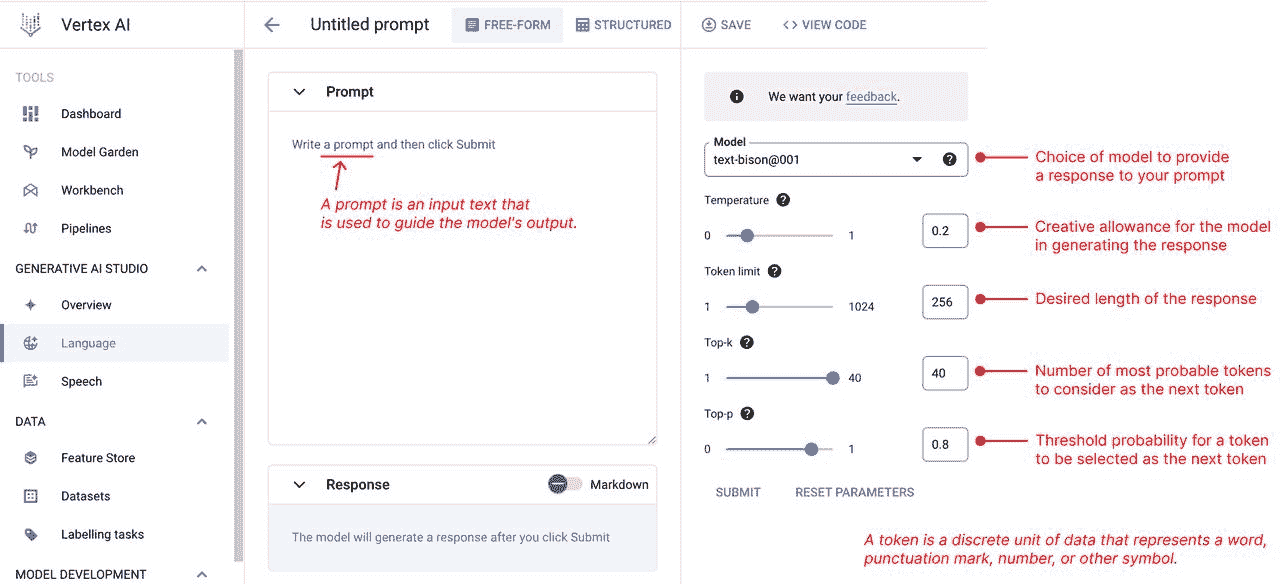 Vertex AI
TOOLS
Dashboard
Model Garden
Workbench
Pipelines
GENERATIVE AI STUDIO
Overview
Language
Speech
DATA
Feature Store
Datasets
Labelling tasks
MODEL DEVELOPMENT
Untitled prompt
FREE-FORM
STRUCTURED
SAVE
<> VIEW CODE
Prompt
Write a prompt and then click Submit
A prompt is an input text that
is used to guide the model's output.
Response
Markdown
The model will generate a response after you click Submit
We want your feedback.
Model
text-bison@001
Choice of model to provide
a response to your prompt
Temperature
0 1 0.2
Creative allowance for the model
in generating the response
Token limit
1 1024 256
Desired length of the response
Top-k
1 40 40
Number of most probable tokens
to consider as the next token
Top-p
0 1 0.8
Threshold probability for a token
to be selected as the next token
SUBMIT
RESET PARAMETERS
A token is a discrete unit of data that represents a word,
punctuation mark, number, or other symbol.